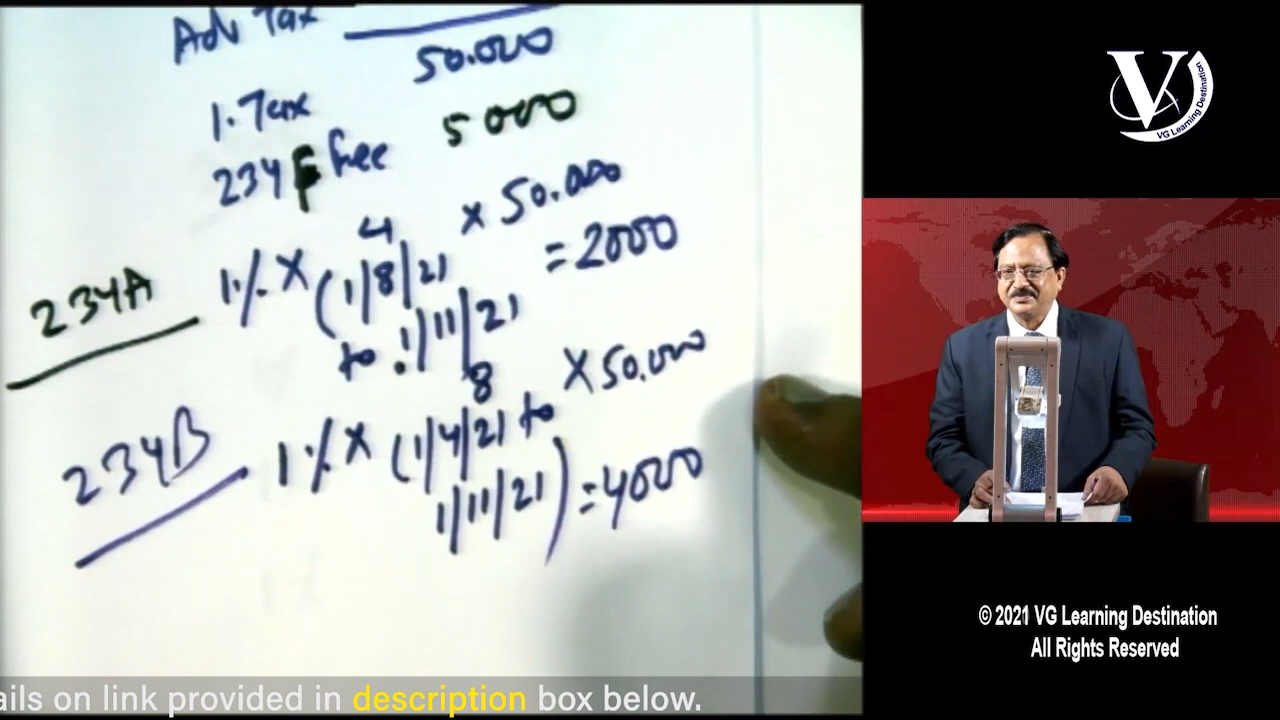 Adv Tax
50.000
1. Tax
234F fee 5000
4
234A 1% X (1/8/21 x 50.000
to 1/11/21 = 2000
8
234B 1% X (1/4/21 to X 50.000
1/11/21) = 4000
ails on link provided in description box below.
V
VG Learning Destination
© 2021 VG Learning Destination
All Rights Reserved